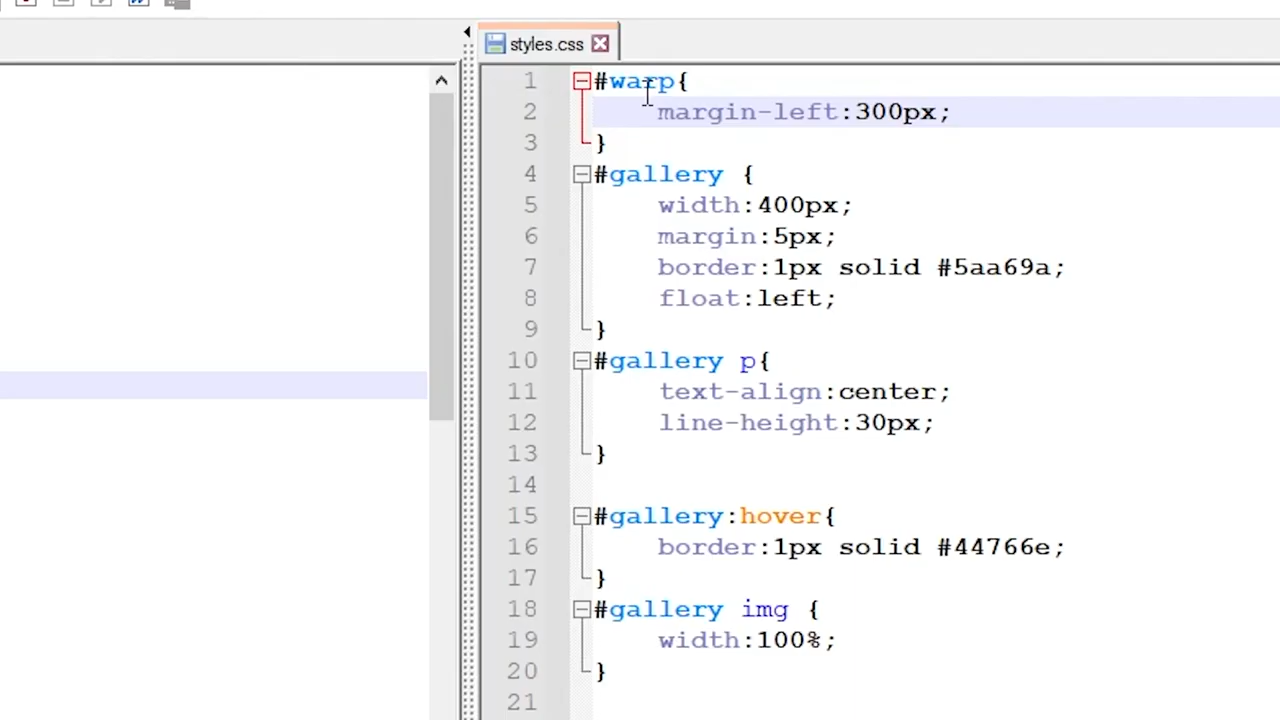 styles.css
1 #warp{
2 margin-left:300px;
3 }
4 #gallery {
5 width:400px;
6 margin:5px;
7 border:1px solid #5aa69a;
8 float:left;
9 }
10 #gallery p{
11 text-align:center;
12 line-height:30px;
13 }
14
15 #gallery:hover{
16 border:1px solid #44766e;
17 }
18 #gallery img {
19 width:100%;
20 }
21